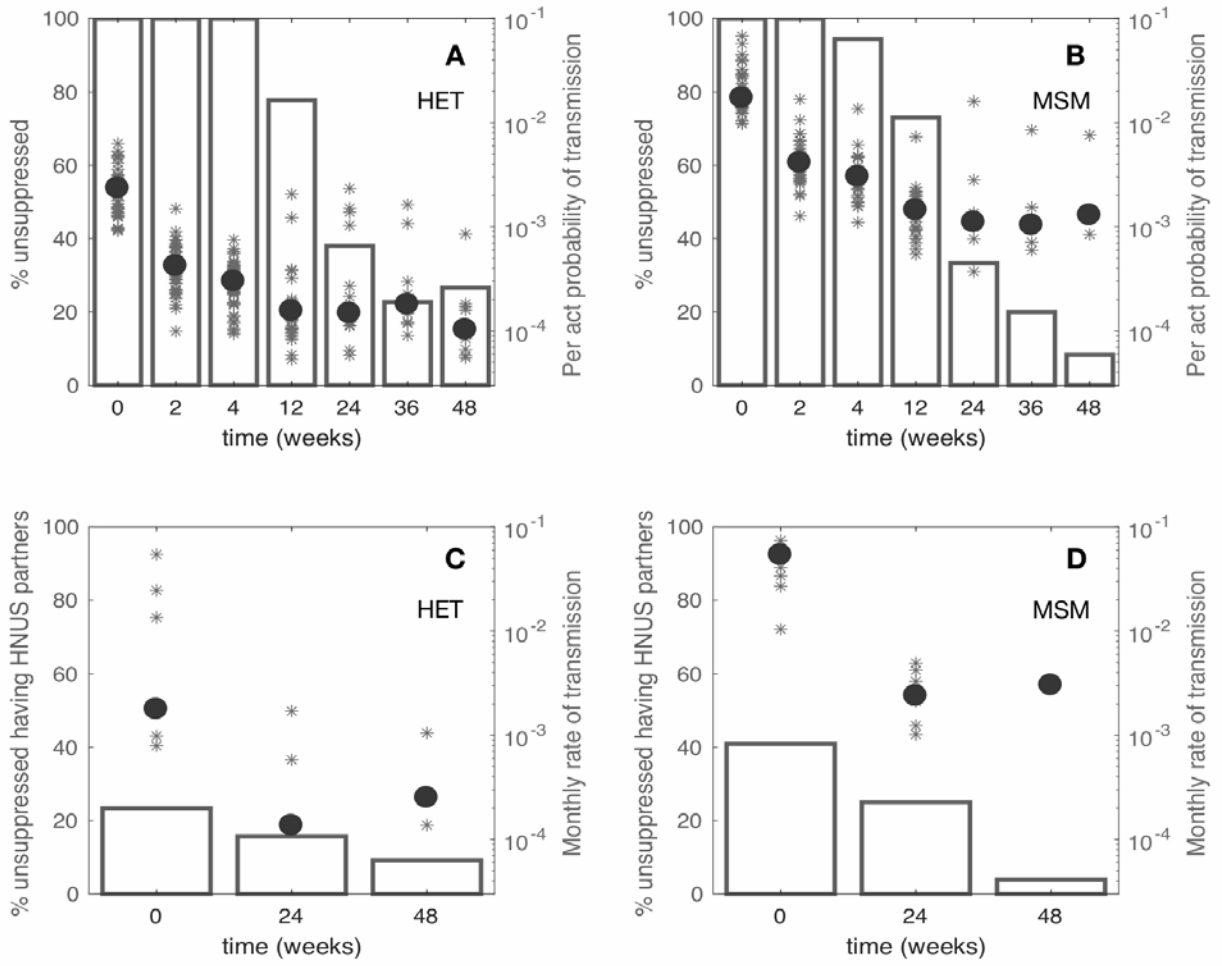 A
HET
% unsuppressed
100
80
60
40
20
0
10-1
10-2
10-3
10-4
Per act probability of transmission
0 2 4 12 24 36 48
time (weeks)
B
MSM
% unsuppressed
100
80
60
40
20
0
10-1
10-2
10-3
10-4
Per act probability of transmission
0 2 4 12 24 36 48
time (weeks)
C
HET
% unsuppressed having HNUS partners
100
80
60
40
20
0
10-1
10-2
10-3
10-4
Monthly rate of transmission
0 24 48
time (weeks)
D
MSM
% unsuppressed having HNUS partners
100
80
60
40
20
0
10-1
10-2
10-3
10-4
Monthly rate of transmission
0 24 48
time (weeks)